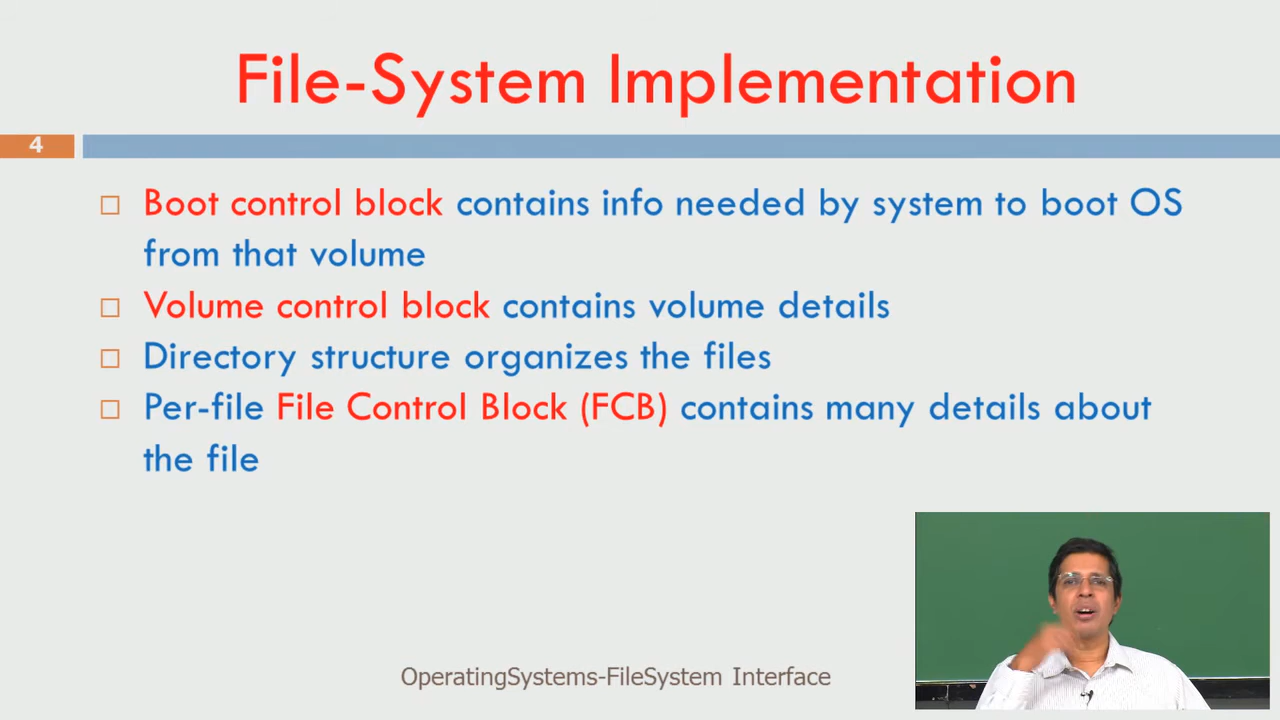 File-System Implementation
4
Boot control block contains info needed by system to boot OS
from that volume
Volume control block contains volume details
Directory structure organizes the files
Per-file File Control Block (FCB) contains many details about
the file
OperatingSystems-FileSystem Interface